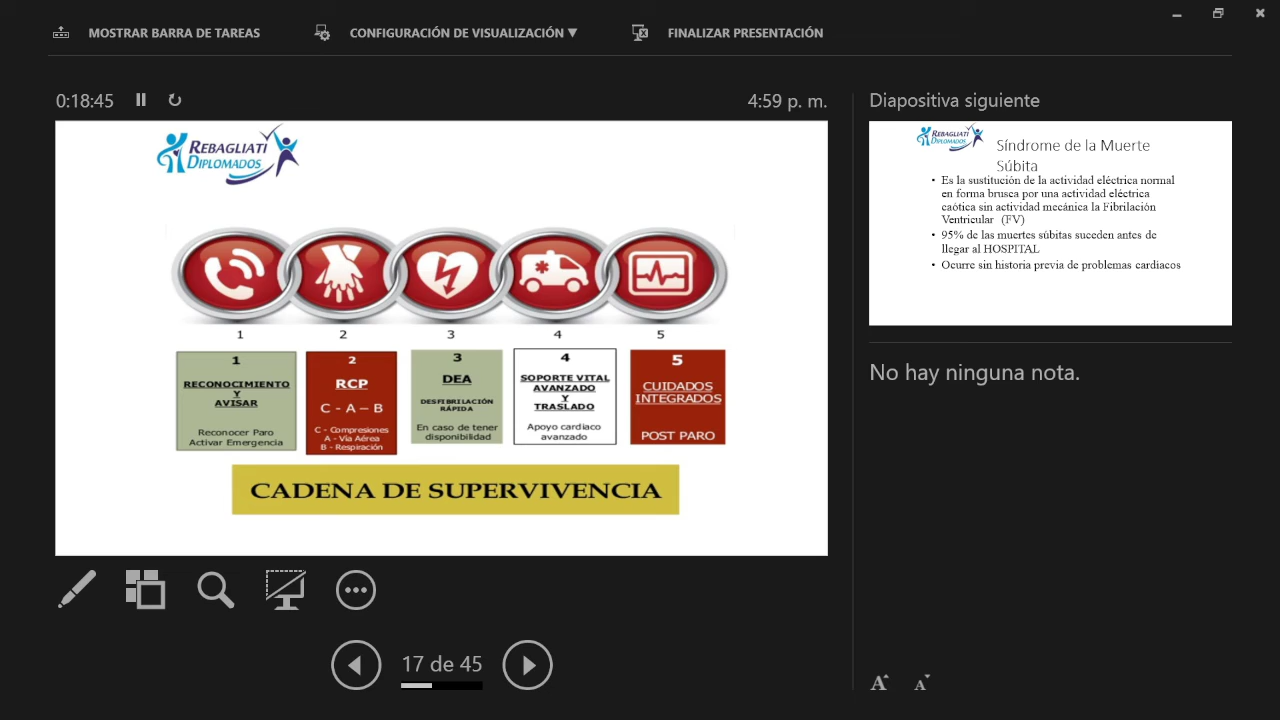 MOSTRAR BARRA DE TAREAS
CONFIGURACIÓN DE VISUALIZACIÓN ▼
FINALIZAR PRESENTACIÓN
0:18:45
4:59 p. m.
REBAGLIATI
DIPLOMADOS
1 2 3 4 5
1
RECONOCIMIENTO
Y
AVISAR
Reconocer Paro
Activar Emergencia
2
RCP
C - A – B
C - Compresiones
A - Vía Aérea
B - Respiración
3
DEA
DESFIBRILACIÓN
RÁPIDA
En caso de tener
disponibilidad
4
SOPORTE VITAL
AVANZADO
Y
TRASLADO
Apoyo cardiaco
avanzado
5
CUIDADOS
INTEGRADOS
POST PARO
CADENA DE SUPERVIVENCIA
17 de 45
Diapositiva siguiente
REBAGLIATI
DIPLOMADOS
Síndrome de la Muerte
Súbita
• Es la sustitución de la actividad eléctrica normal
en forma brusca por una actividad eléctrica
caótica sin actividad mecánica la Fibrilación
Ventricular (FV)
• 95% de las muertes súbitas suceden antes de
llegar al HOSPITAL
• Ocurre sin historia previa de problemas cardiacos
No hay ninguna nota.
A A